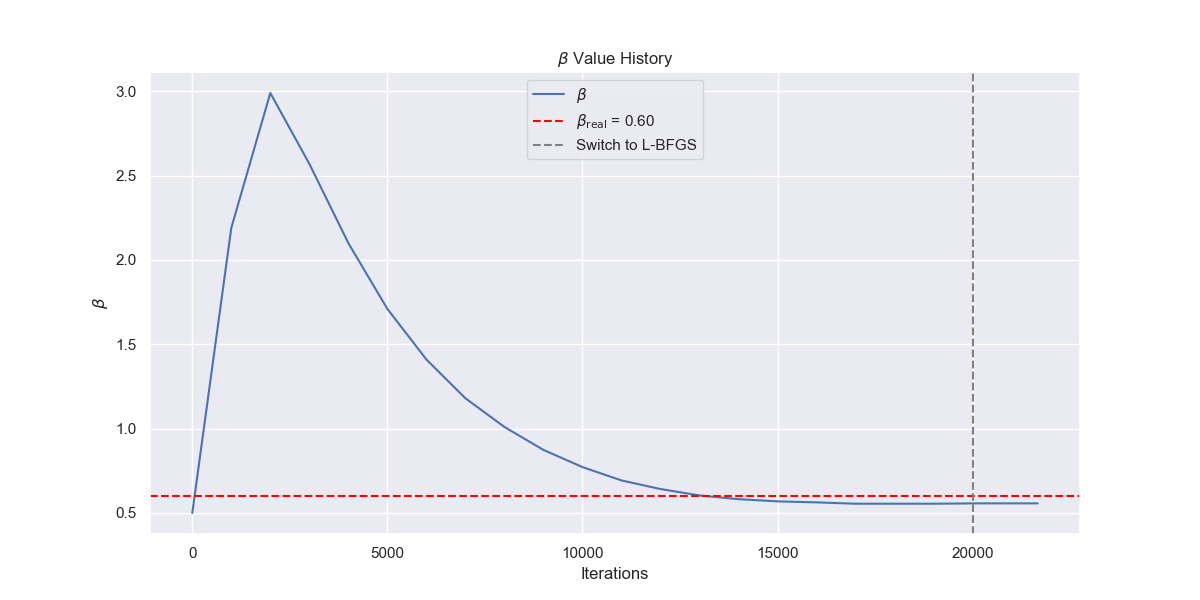 β Value History
β
β_real = 0.60
Switch to L-BFGS
3.0
2.5
2.0
1.5
1.0
0.5
β
0 5000 10000 15000 20000
Iterations